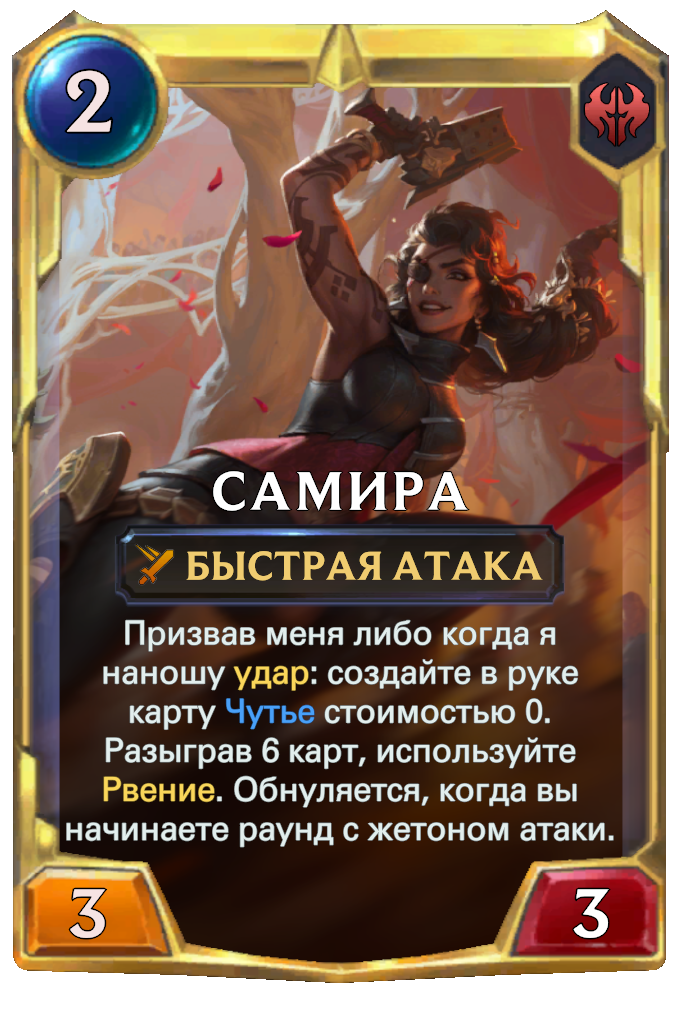 2
САМИРА
БЫСТРАЯ АТАКА
Призвав меня либо когда я
наношу удар: создайте в руке
карту Чутье стоимостью 0.
Разыграв 6 карт, используйте
Рвение. Обнуляется, когда вы
начинаете раунд с жетоном атаки.
3
3